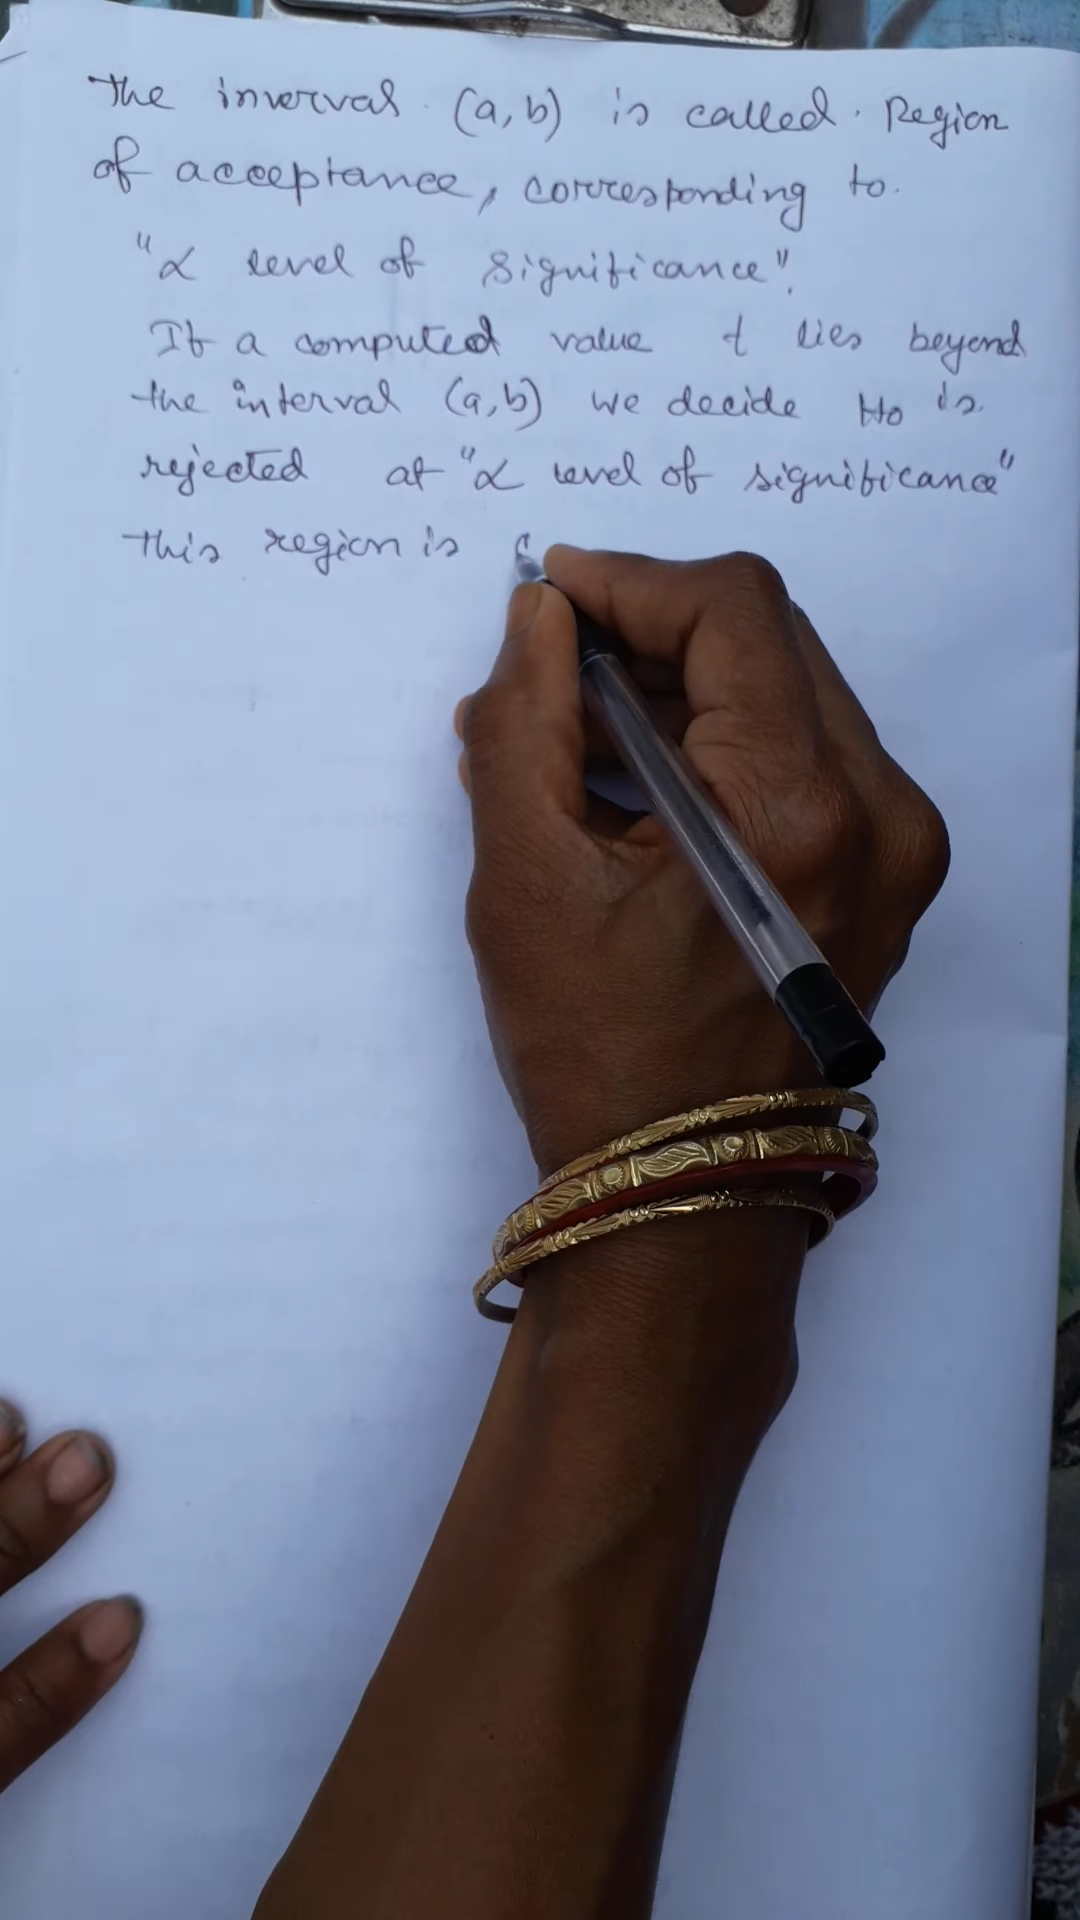 The inverval (a,b) is called. Region
of acceptance, corresponding to.
"α level of significance".
If a computed value t lies beyond
the interval (a,b) we decide Ho is.
rejected at "α level of significance"
This region is